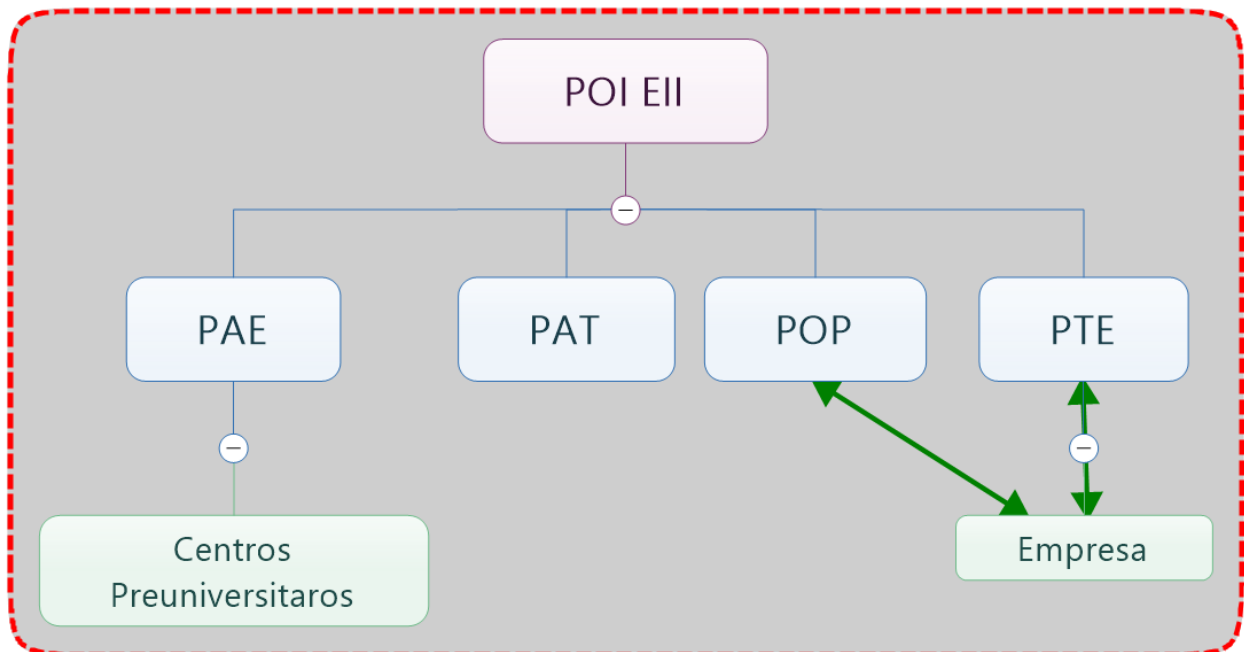 POI EII
PAE
PAT
POP
PTE
Centros
Preuniversitaros
Empresa